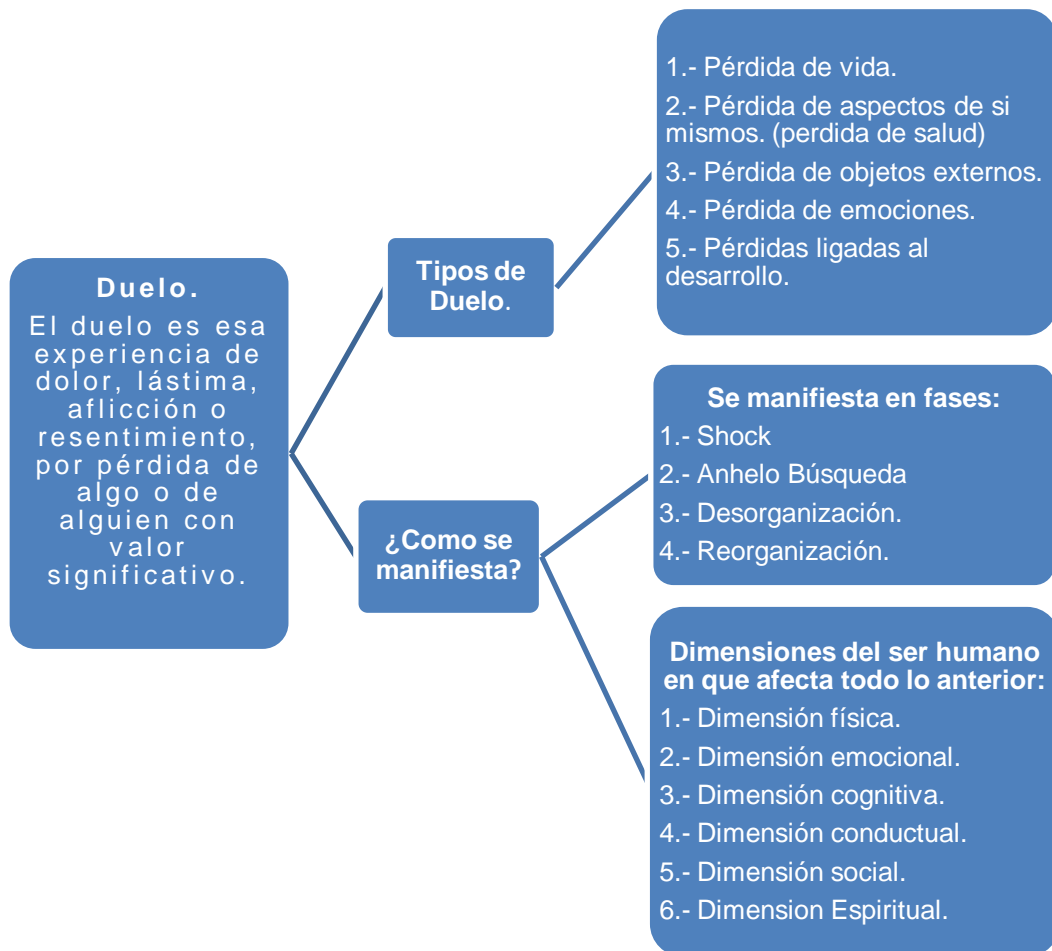 Duelo.
El duelo es esa
experiencia de
dolor, lástima,
aflicción o
resentimiento,
por pérdida de
algo o de
alguien con
valor
significativo.
Tipos de
Duelo.
1.- Pérdida de vida.
2.- Pérdida de aspectos de si
mismos. (perdida de salud)
3.- Pérdida de objetos externos.
4.- Pérdida de emociones.
5.- Pérdidas ligadas al
desarrollo.
¿Como se
manifiesta?
Se manifiesta en fases:
1.- Shock
2.- Anhelo Búsqueda
3.- Desorganización.
4.- Reorganización.
Dimensiones del ser humano
en que afecta todo lo anterior:
1.- Dimensión física.
2.- Dimensión emocional.
3.- Dimensión cognitiva.
4.- Dimensión conductual.
5.- Dimensión social.
6.- Dimension Espiritual.